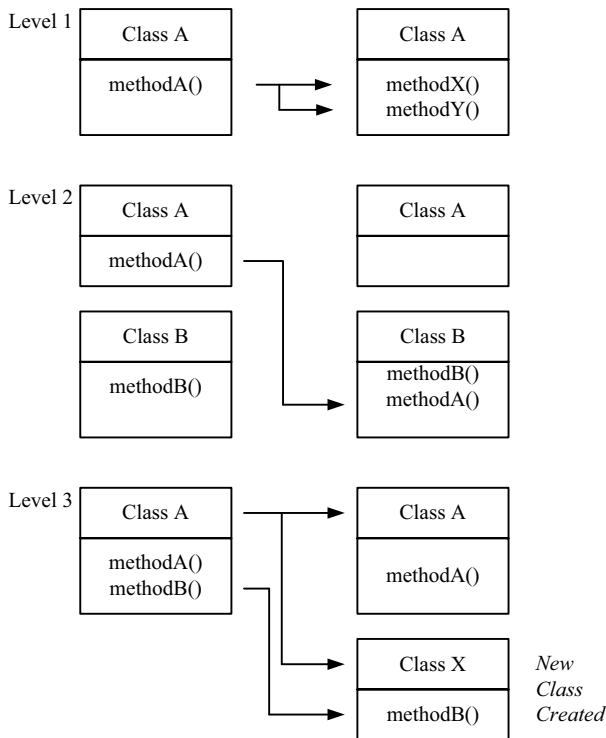 Level 1
Class A
methodA()
Class A
methodX()
methodY()
Level 2
Class A
methodA()
Class A
Class B
methodB()
Class B
methodB()
methodA()
Level 3
Class A
methodA()
methodB()
Class A
methodA()
Class X
methodB()
New
Class
Created